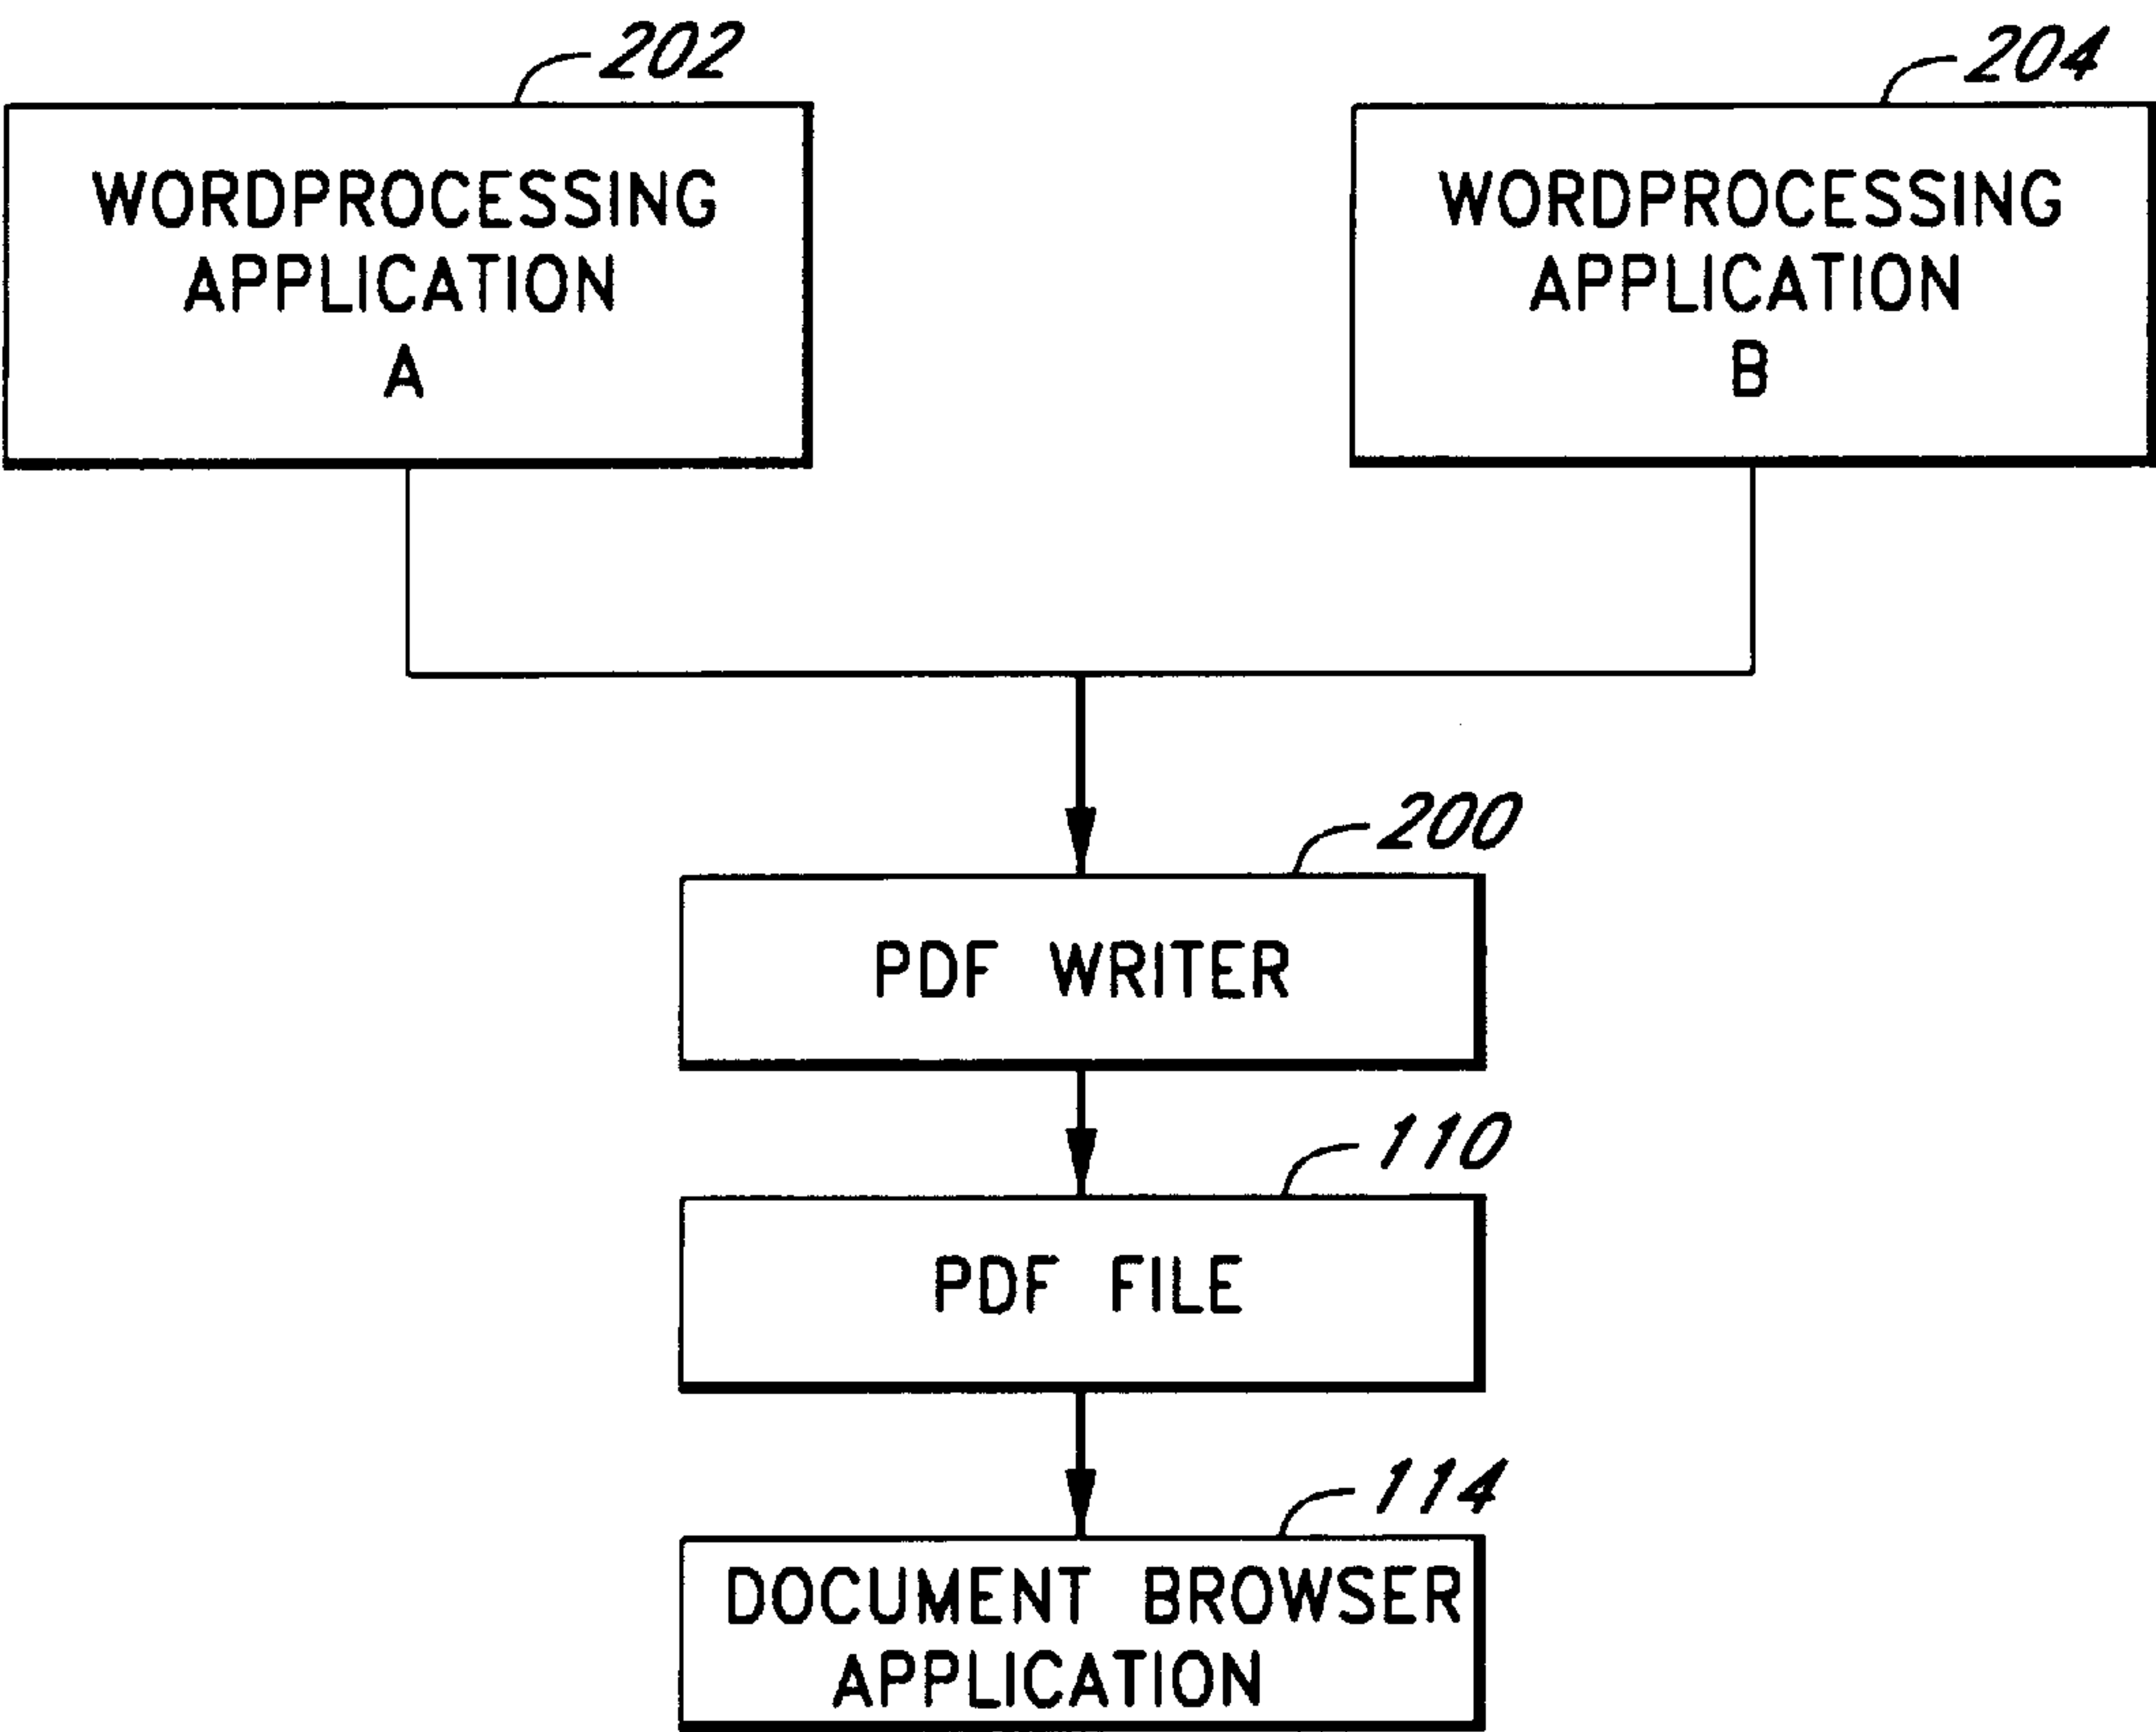 202
204
WORDPROCESSING
APPLICATION
A
WORDPROCESSING
APPLICATION
B
200
PDF WRITER
110
PDF FILE
114
DOCUMENT BROWSER
APPLICATION